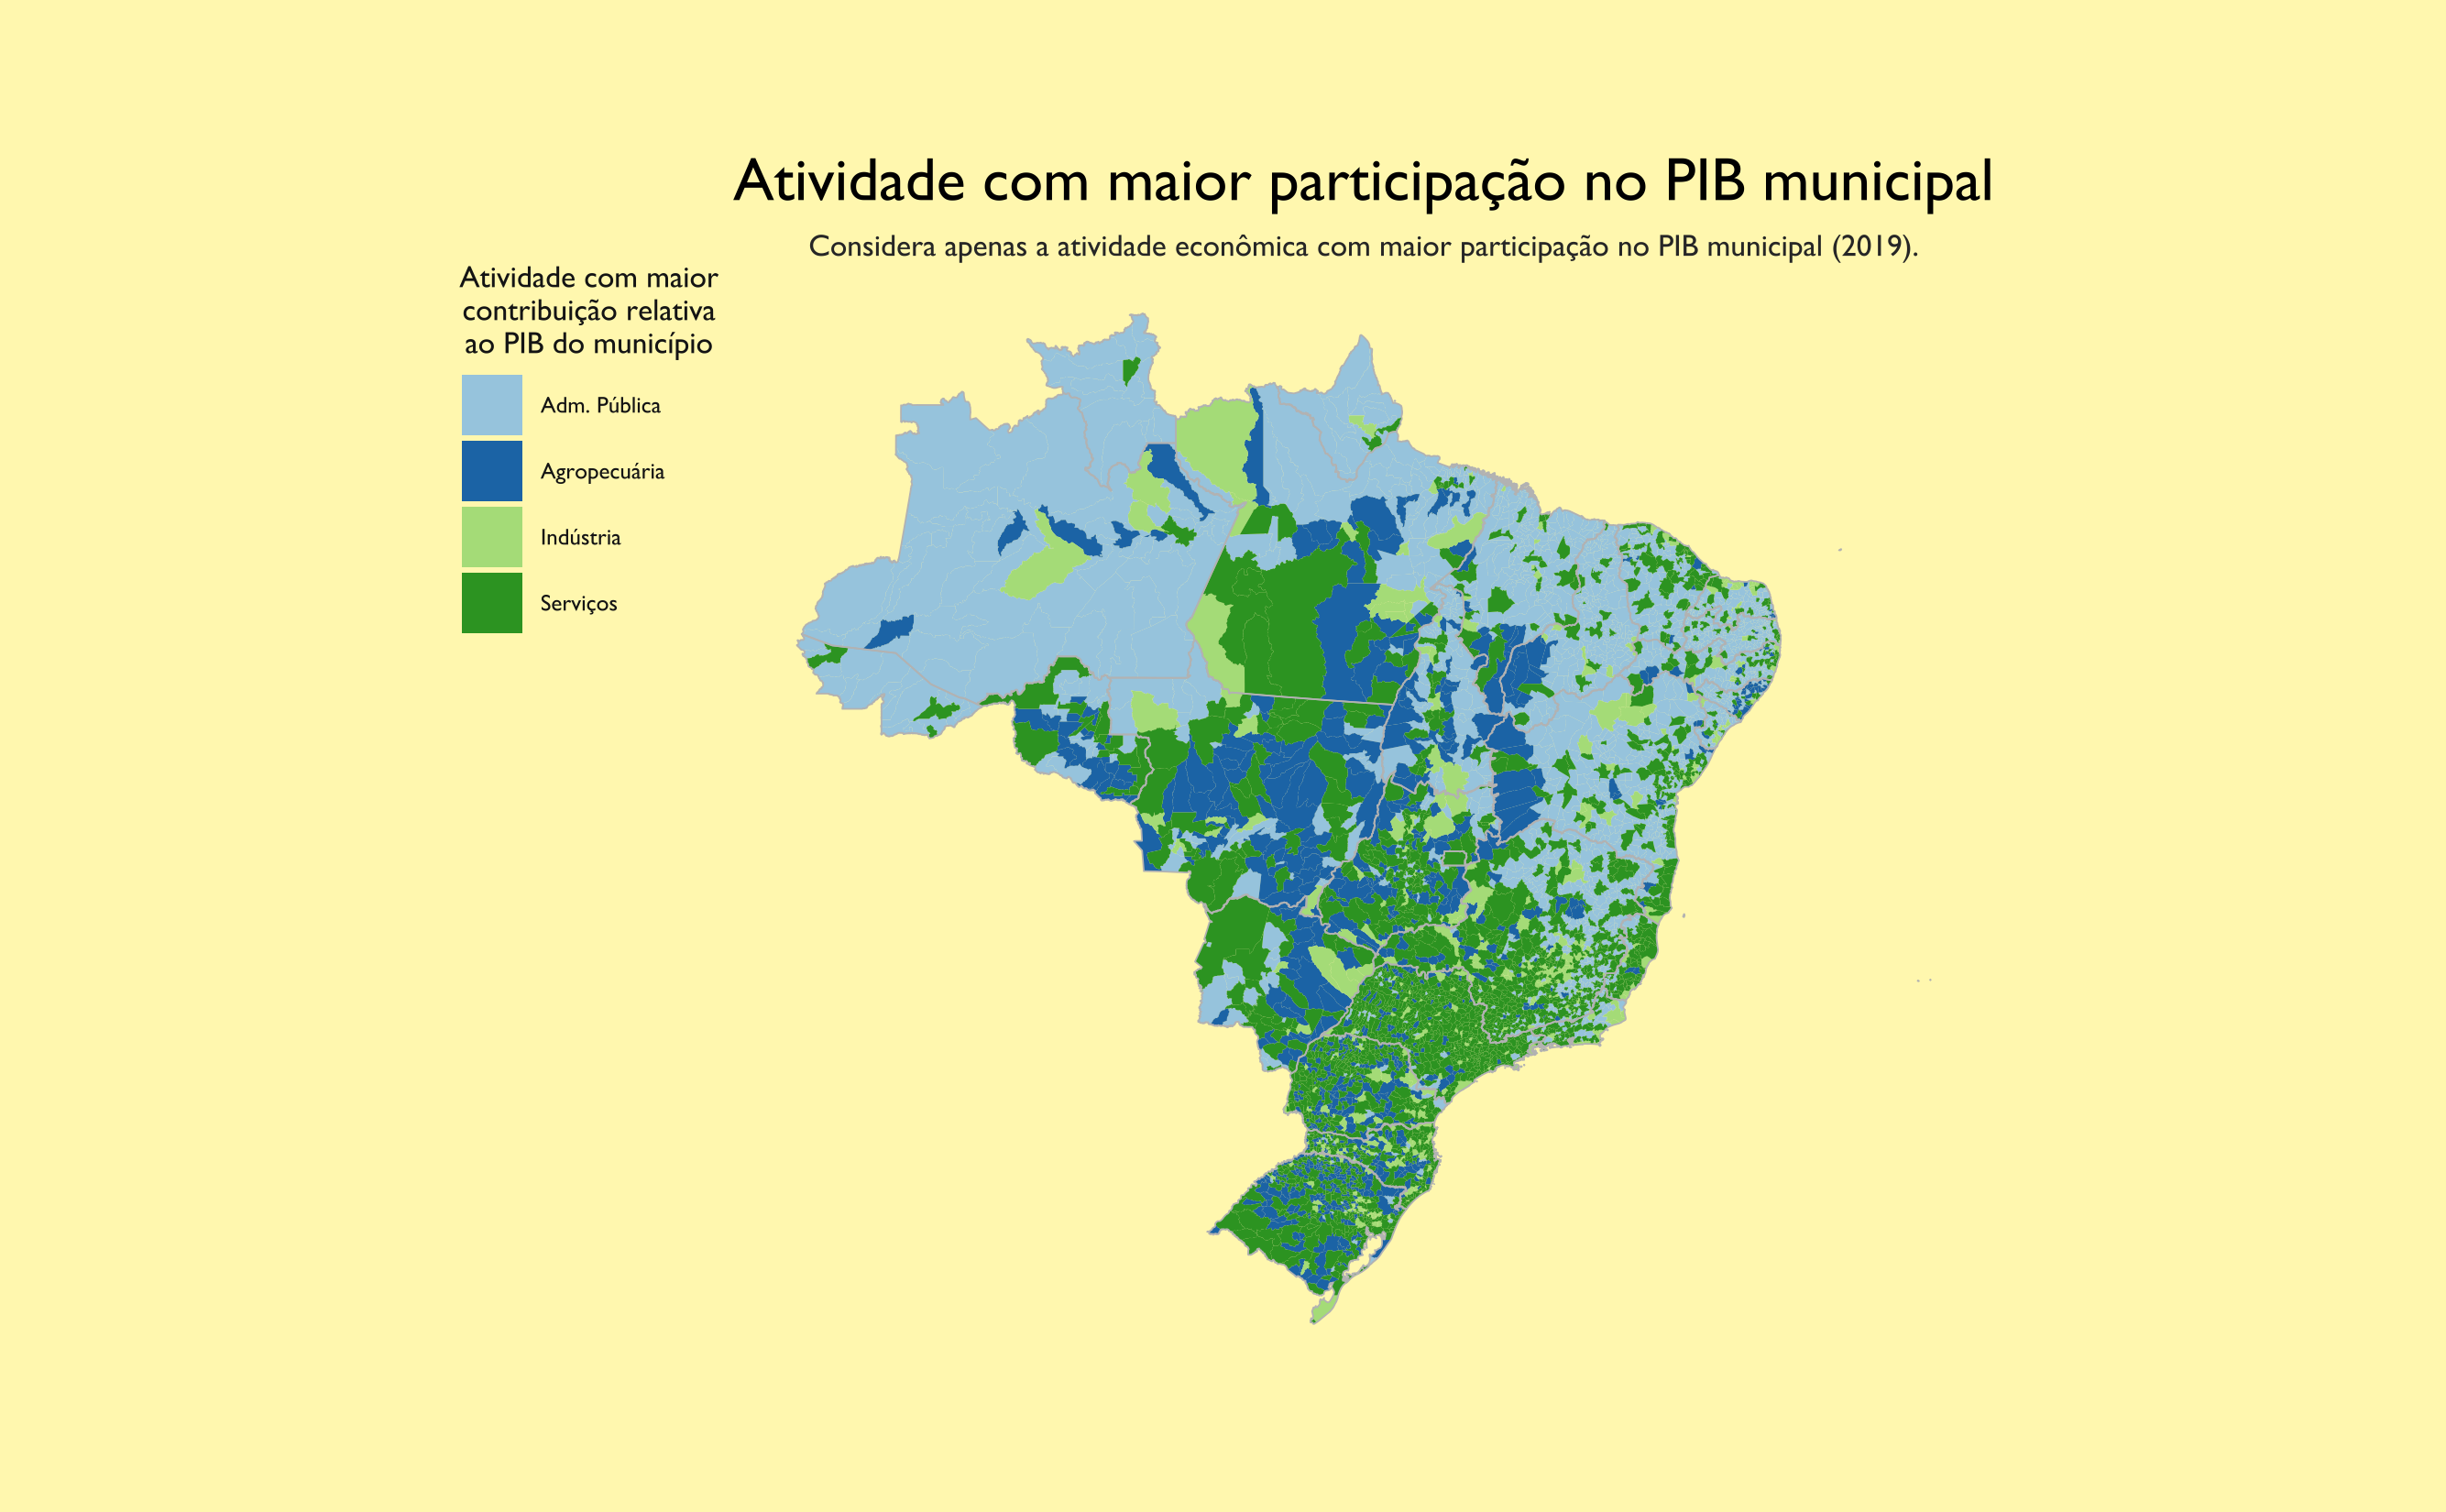 Atividade com maior participação no PIB municipal
Considera apenas a atividade econômica com maior participação no PIB municipal (2019).
Atividade com maior
contribuição relativa
ao PIB do município
Adm. Pública
Agropecuária
Indústria
Serviços